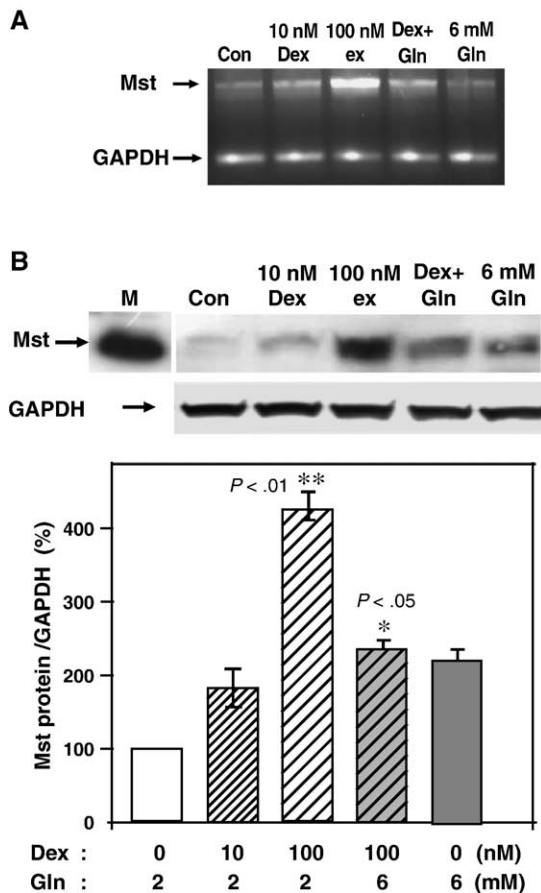 A
Con 10 nM Dex 100 nM ex Dex+ Gln 6 mM Gln
Mst
GAPDH
B
M Con 10 nM Dex 100 nM ex Dex+ Gln 6 mM Gln
Mst
GAPDH
Mst protein /GAPDH (%)
400
300
200
100
0
P < .01 **
P < .05
*
Dex : 0 10 100 100 0 (nM)
Gln : 2 2 2 6 6 (mM)